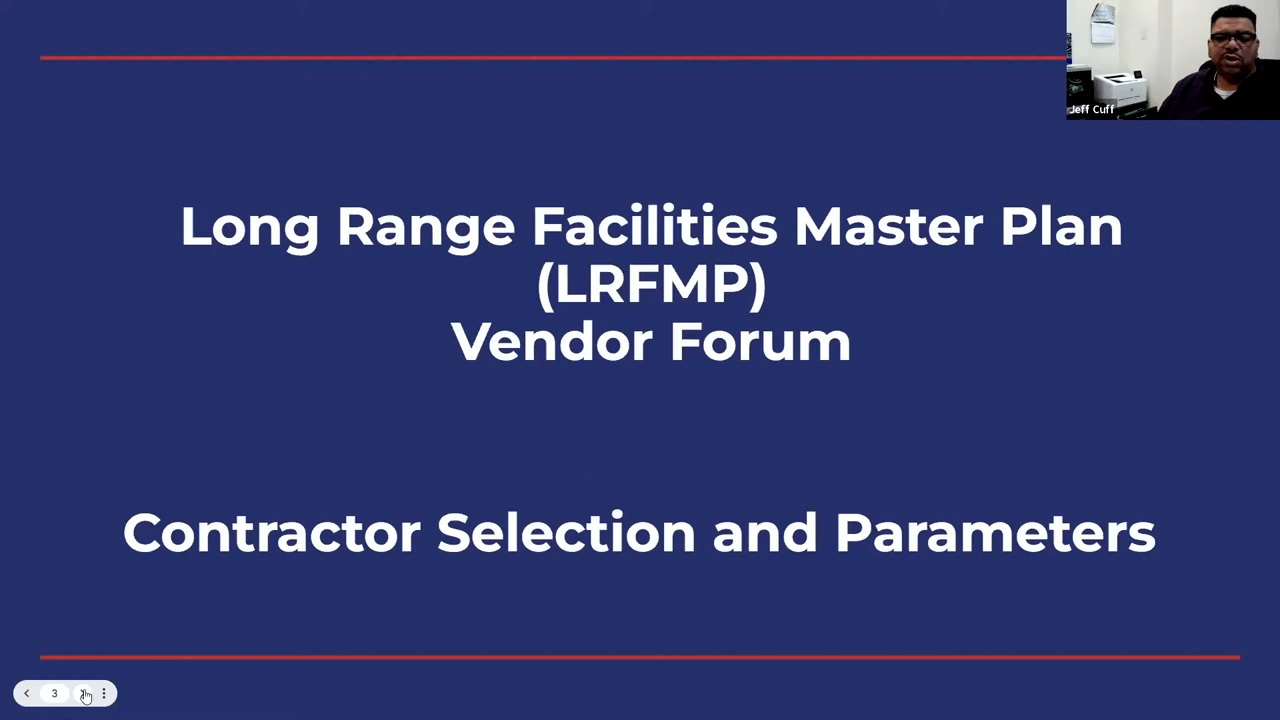 Jeff Cuff
Long Range Facilities Master Plan
(LRFMP)
Vendor Forum
Contractor Selection and Parameters
3